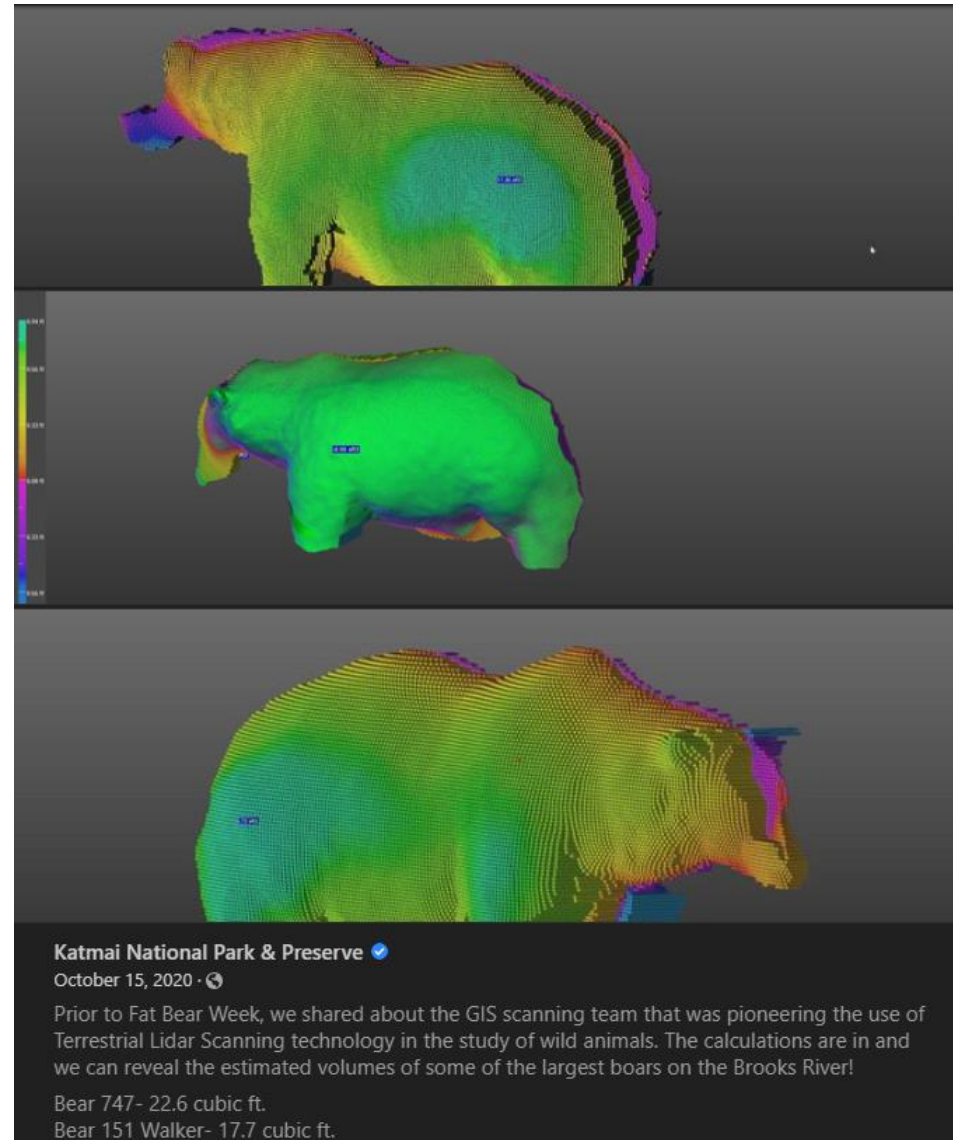 Katmai National Park & Preserve
October 15, 2020
Prior to Fat Bear Week, we shared about the GIS scanning team that was pioneering the use of
Terrestrial Lidar Scanning technology in the study of wild animals. The calculations are in and
we can reveal the estimated volumes of some of the largest boars on the Brooks River!
Bear 747- 22.6 cubic ft.
Bear 151 Walker- 17.7 cubic ft.